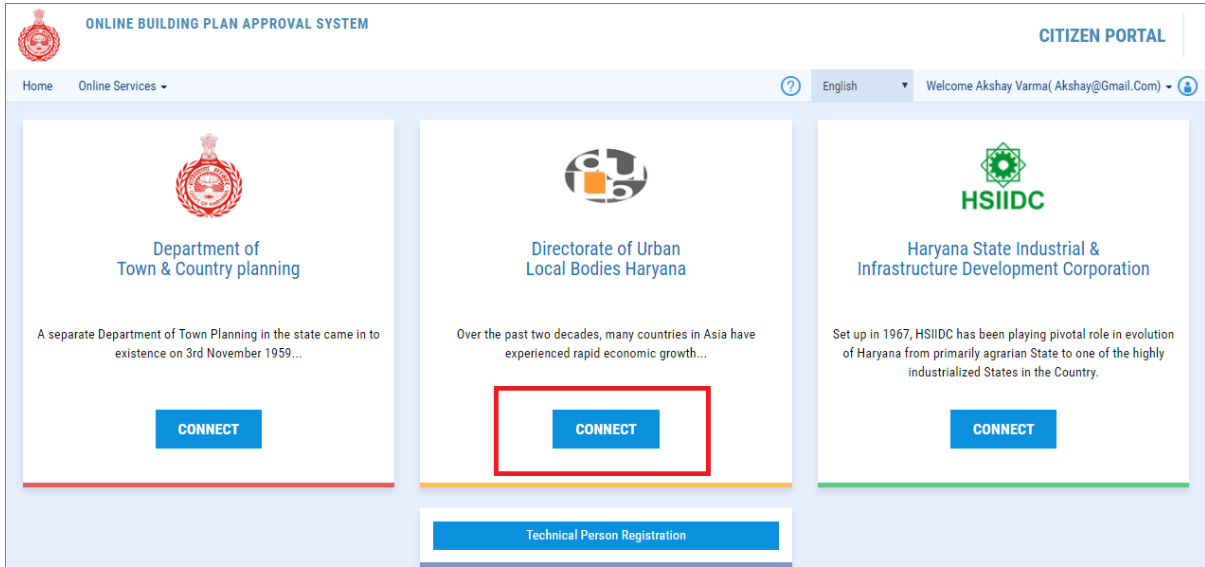 ONLINE BUILDING PLAN APPROVAL SYSTEM
CITIZEN PORTAL
Home
Online Services
?
English
Welcome Akshay Varma( Akshay@Gmail.Com)
HSIIDC
Department of
Town & Country planning
Directorate of Urban
Local Bodies Haryana
Haryana State Industrial &
Infrastructure Development Corporation
A separate Department of Town Planning in the state came in to
existence on 3rd November 1959...
Over the past two decades, many countries in Asia have
experienced rapid economic growth...
Set up in 1967, HSIIDC has been playing pivotal role in evolution
of Haryana from primarily agrarian State to one of the highly
industrialized States in the Country.
CONNECT
CONNECT
CONNECT
Technical Person Registration